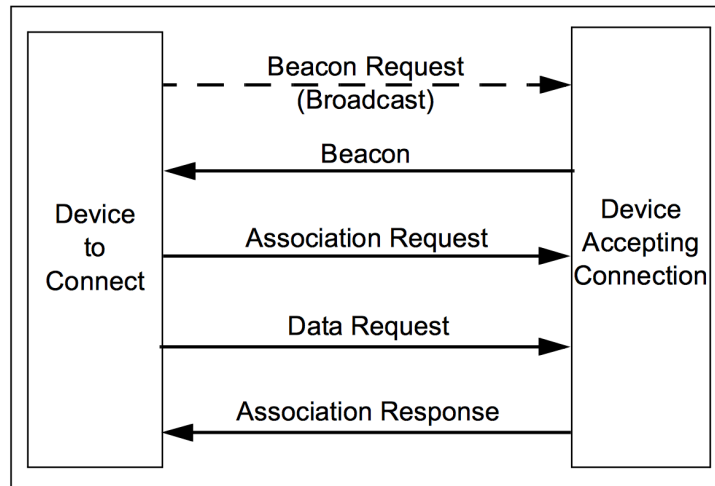 Beacon Request
(Broadcast)
Beacon
Device
to
Connect
Association Request
Device
Accepting
Connection
Data Request
Association Response